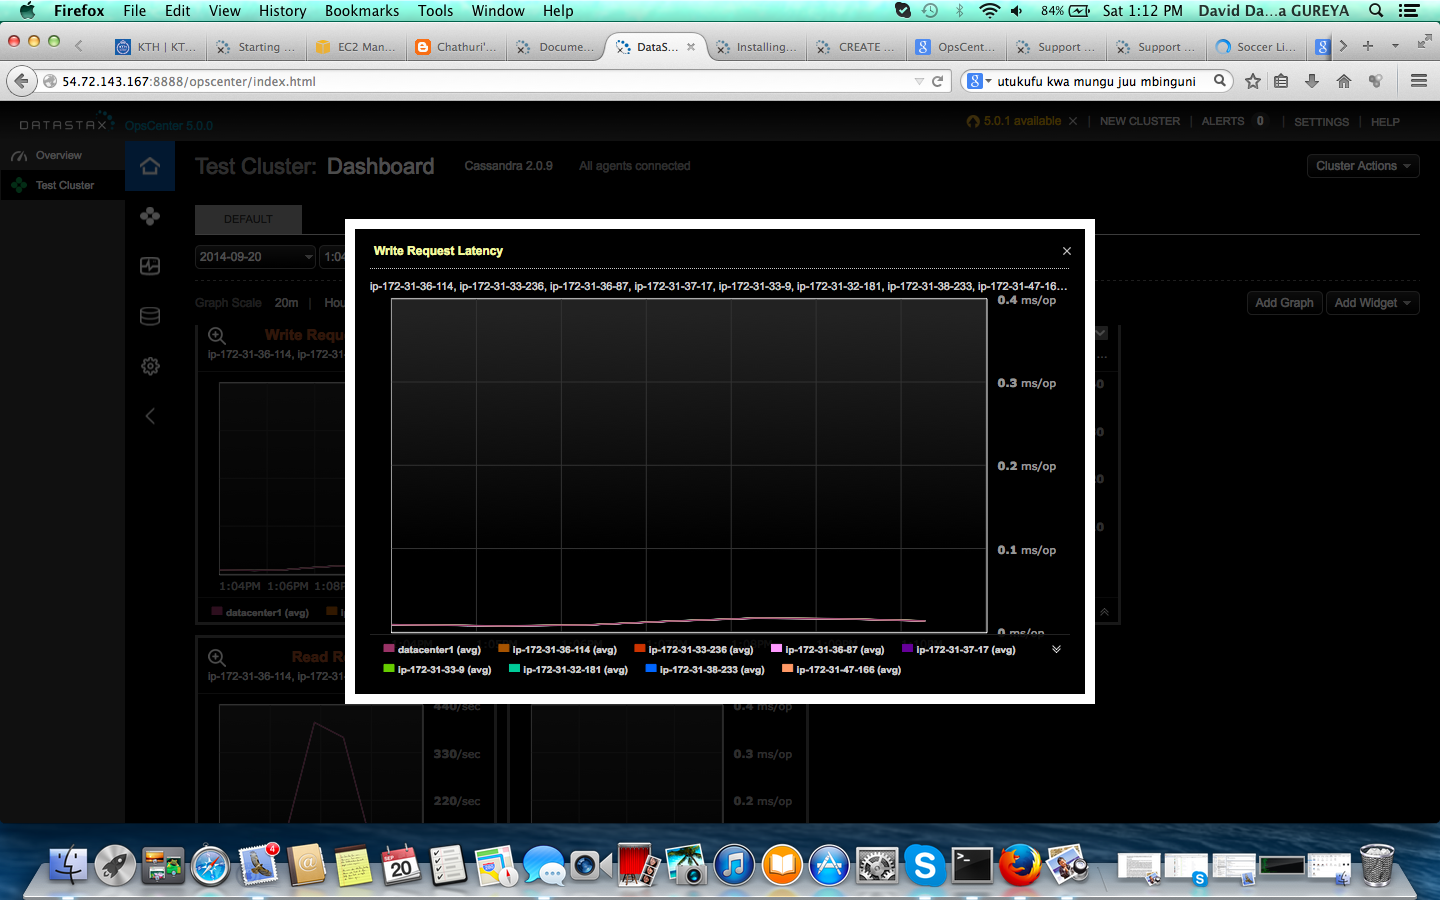 Firefox File Edit View History Bookmarks Tools Window Help 84% Sat 1:12 PM David Da...a GUREYA
KTH | KT... Starting ... EC2 Man... Chathuri'... Docume... DataS... Installing... CREATE ... OpsCent... Support ... Support ... Soccer Li...
54.72.143.167:8888/opscenter/index.html
utukufu kwa mungu juu mbinguni
DATASTAX OpsCenter 5.0.0
5.0.1 available NEW CLUSTER ALERTS 0 SETTINGS HELP
Overview
Test Cluster
Test Cluster: Dashboard Cassandra 2.0.9 All agents connected Cluster Actions
DEFAULT
2014-09-20 1:04
Graph Scale 20m Hou
Add Graph Add Widget
Write Requ
ip-172-31-36-114, ip-172-31
1:04PM 1:06PM 1:08P
datacenter1 (avg)
Write Request Latency
ip-172-31-36-114, ip-172-31-33-236, ip-172-31-36-87, ip-172-31-37-17, ip-172-31-33-9, ip-172-31-32-181, ip-172-31-38-233, ip-172-31-47-16...
0.4 ms/op
0.3 ms/op
0.2 ms/op
0.1 ms/op
0 ms/op
datacenter1 (avg) ip-172-31-36-114 (avg) ip-172-31-33-236 (avg) ip-172-31-36-87 (avg) ip-172-31-37-17 (avg)
ip-172-31-33-9 (avg) ip-172-31-32-181 (avg) ip-172-31-38-233 (avg) ip-172-31-47-166 (avg)
Read R
ip-172-31-36-114, ip-172-31
440/sec
330/sec
220/sec
0.4 ms/op
0.3 ms/op
0.2 ms/op
4
SEP
20